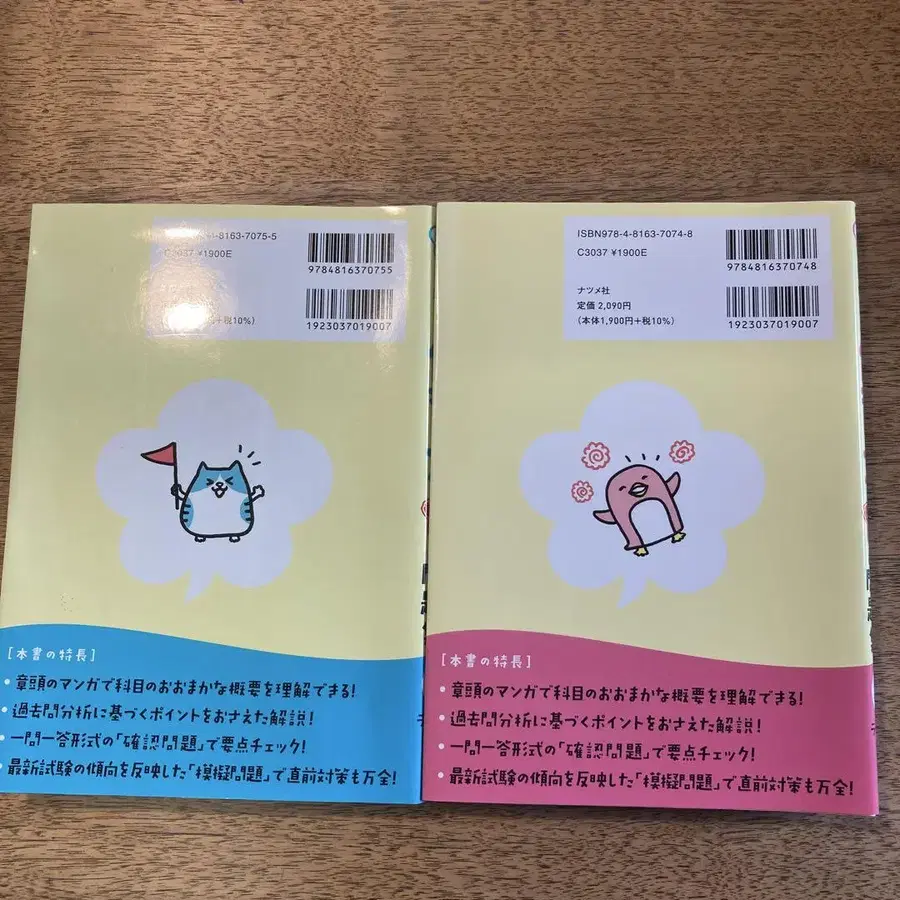 -8163-7075-5
C3037 ¥1900E
9784816370755
+税10%)
1923037019007
[本書の特長]
・章頭のマンガで科目のおおまかな概要を理解できる!
・過去問分析に基づくポイントをおさえた解説!
・一問一答形式の「確認問題」で要点チェック!
・最新試験の傾向を反映した「模擬問題」で直前対策も万全!
ISBN978-4-8163-7074-8
C3037 ¥1900E
9784816370748
ナツメ社
定価 2,090円
(本体1,900円+税10%)
1923037019007
[本書の特長]
・章頭のマンガで科目のおおまかな概要を理解できる!
・過去問分析に基づくポイントをおさえた解説!
・一問一答形式の「確認問題」で要点チェック!
・最新試験の傾向を反映した「模擬問題」で直前対策も万全!